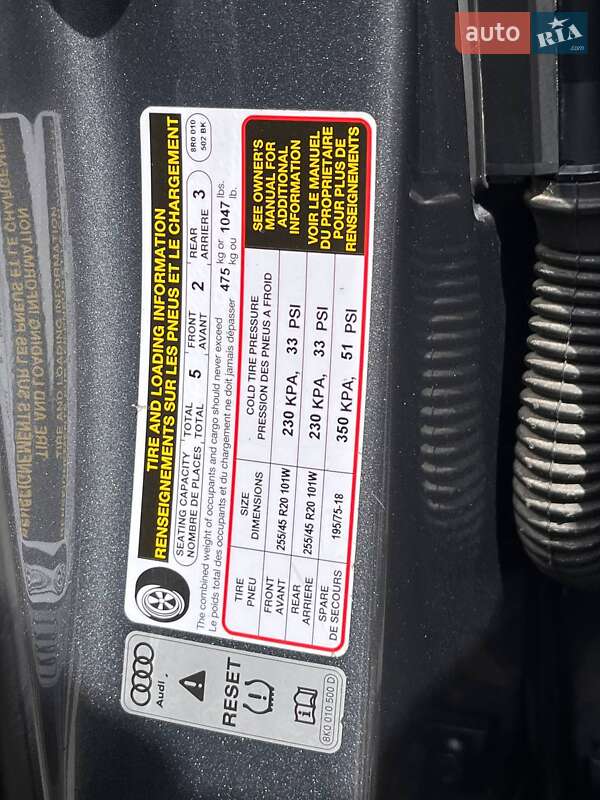 auto RIA.com
TIRE AND LOADING INFORMATION
RENSEIGNEMENTS SUR LES PNEUS ET LE CHARGEMENT
8R0 010
502 BK
SEATING CAPACITY TOTAL 5 FRONT 2 REAR 3
NOMBRE DE PLACES TOTAL AVANT ARRIERE
The combined weight of occupants and cargo should never exceed 475 kg or 1047 lbs.
Le poids total des occupants et du chargement ne doit jamais dépasser kg ou lb.
TIRE SIZE COLD TIRE PRESSURE
PNEU DIMENSIONS PRESSION DES PNEUS A FROID
FRONT
AVANT 255/45 R20 101W 230 KPA, 33 PSI
REAR
ARRIERE 255/45 R20 101W 230 KPA, 33 PSI
SPARE
DE SECOURS 195/75-18 350 KPA, 51 PSI
SEE OWNER'S
MANUAL FOR
ADDITIONAL
INFORMATION
VOIR LE MANUEL
DU PROPRIETAIRE
POUR PLUS DE
RENSEIGNEMENTS
Audi
RESET
8K0 010 500 D
TIRE AND LOADING INFORMATION
RENSEIGNEMENTS SUR LES PNEUS ET LE CHARGEMENT